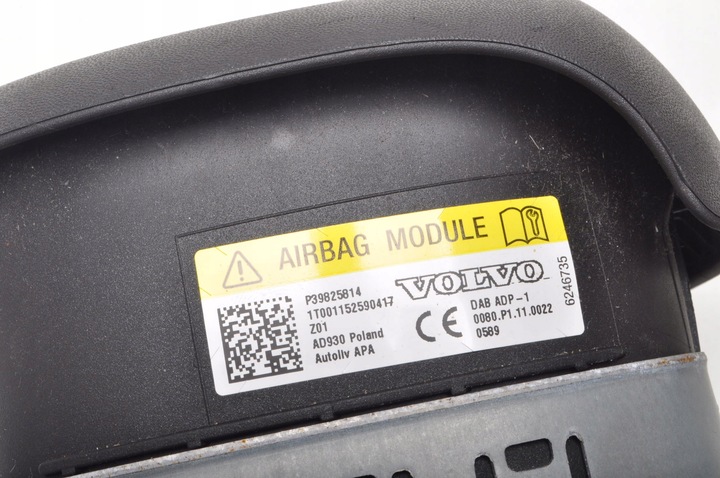 AIRBAG MODULE
P39825814
1T001152590417
Z01
AD930 Poland
Autoliv APA
VOLVO
CE
DAB ADP-1
0080.P1.11.0022
0589
6246735